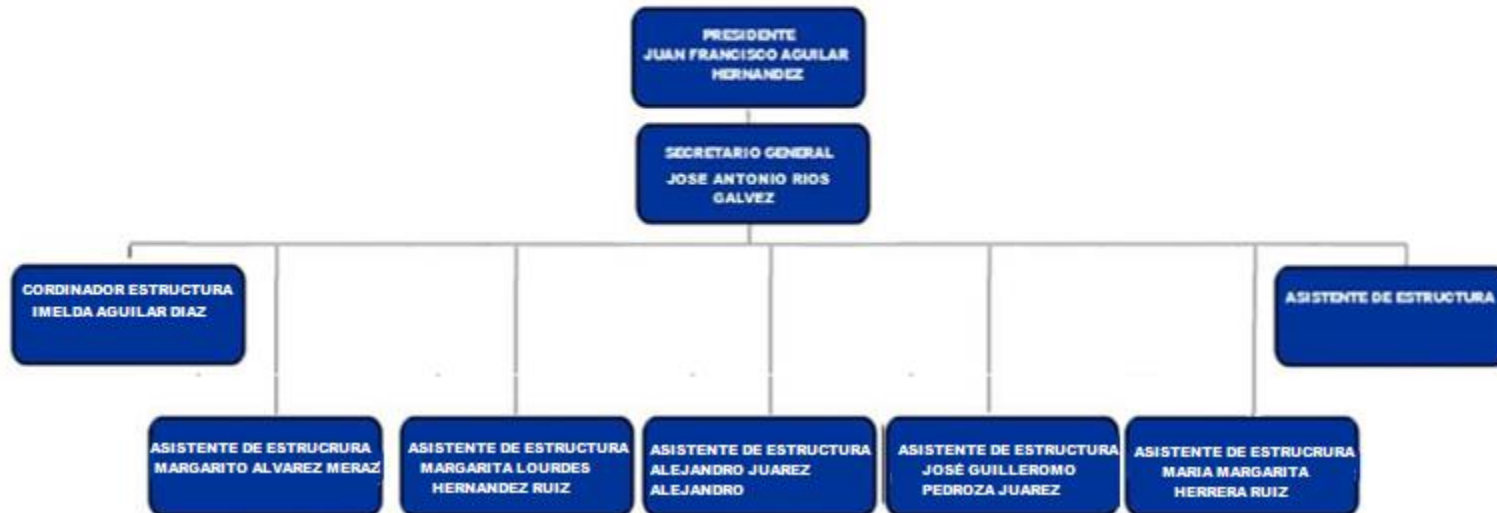 PRESIDENTE
JUAN FRANCISCO AGUILAR
HERNANDEZ
SECRETARIO GENERAL
JOSE ANTONIO RIOS
GALVEZ
CORDINADOR ESTRUCTURA
IMELDA AGUILAR DIAZ
ASISTENTE DE ESTRUCTURA
ASISTENTE DE ESTRUCRURA
MARGARITO ALVAREZ MERAZ
ASISTENTE DE ESTRUCTURA
MARGARITA LOURDES
HERNANDEZ RUIZ
ASISTENTE DE ESTRUCTURA
ALEJANDRO JUAREZ
ALEJANDRO
ASISTENTE DE ESTRUCTURA
JOSÉ GUILLEROMO
PEDROZA JUAREZ
ASISTENTE DE ESTRUCRURA
MARIA MARGARITA
HERRERA RUIZ